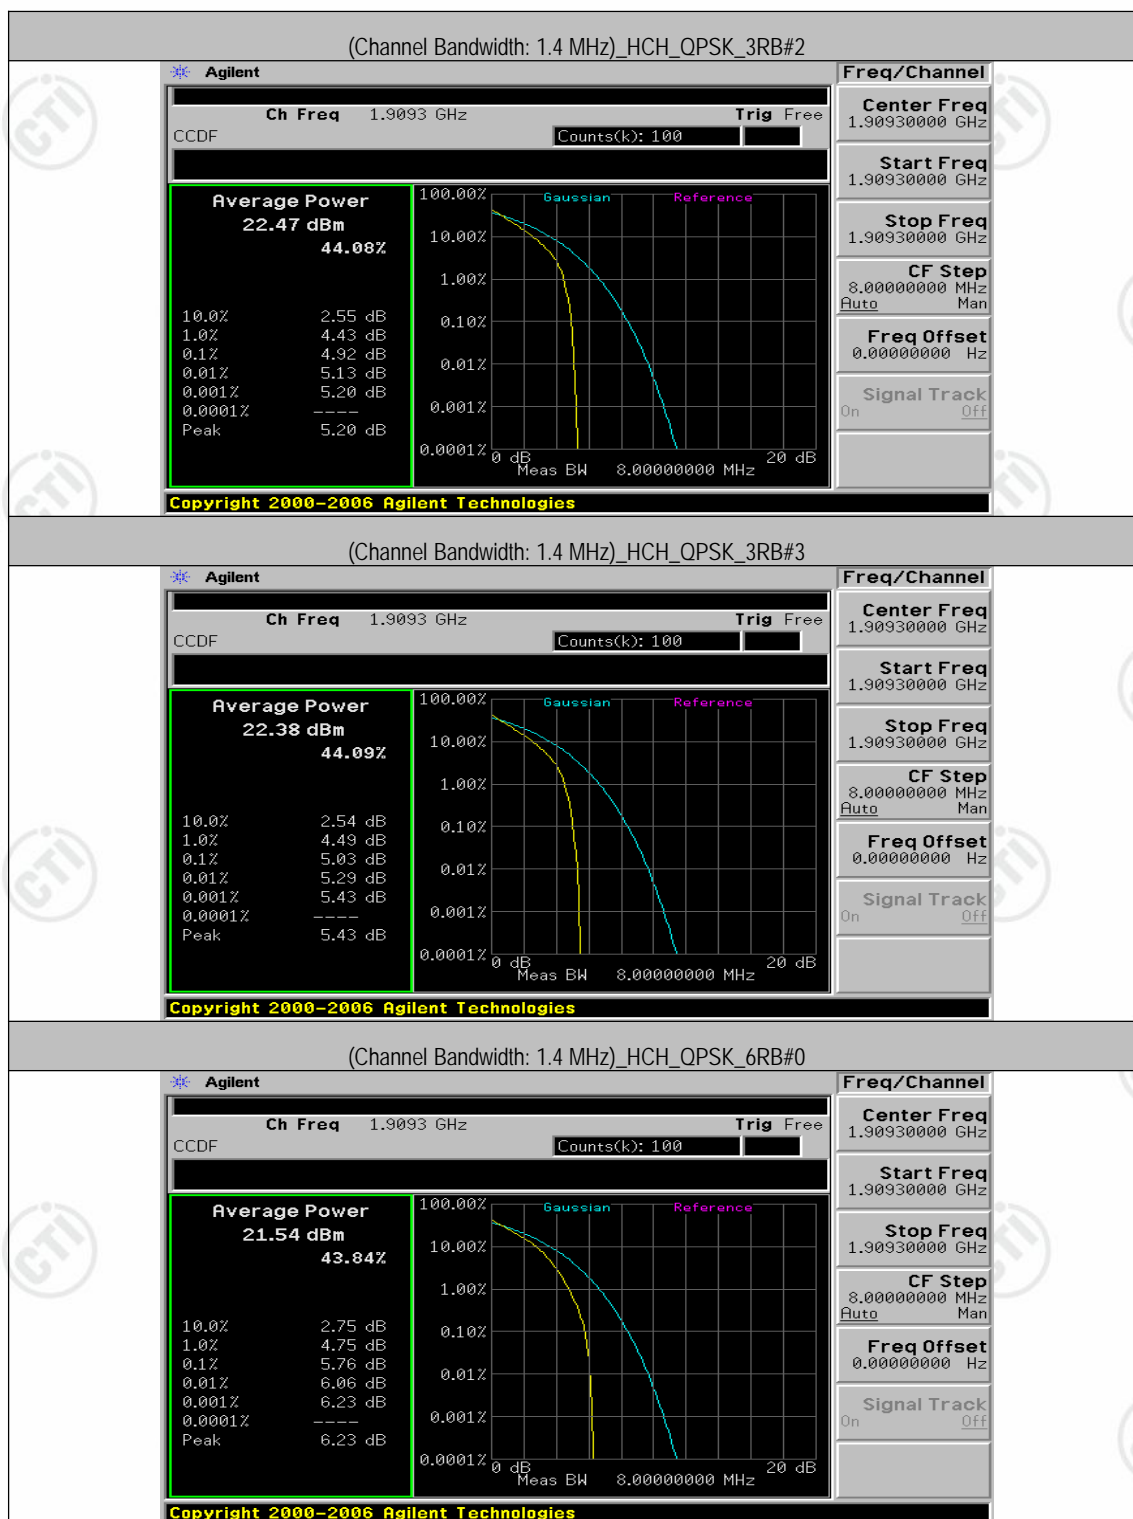 (Channel Bandwidth: 1.4 MHz)_HCH_QPSK_3RB#2
Agilent
Freq/Channel
Ch Freq 1.9093 GHz Trig Free
CCDF Counts(k): 100
Average Power
22.47 dBm
44.08%
10.0% 2.55 dB
1.0% 4.43 dB
0.1% 4.92 dB
0.01% 5.13 dB
0.001% 5.20 dB
0.0001% ----
Peak 5.20 dB
Gaussian Reference
100.00%
10.00%
1.00%
0.10%
0.01%
0.001%
0.0001%
0 dB 20 dB
Meas BW 8.00000000 MHz
Center Freq
1.90930000 GHz
Start Freq
1.90930000 GHz
Stop Freq
1.90930000 GHz
CF Step
8.00000000 MHz
Auto Man
Freq Offset
0.00000000 Hz
Signal Track
On Off
Copyright 2000-2006 Agilent Technologies
(Channel Bandwidth: 1.4 MHz)_HCH_QPSK_3RB#3
Agilent
Freq/Channel
Ch Freq 1.9093 GHz Trig Free
CCDF Counts(k): 100
Average Power
22.38 dBm
44.09%
10.0% 2.54 dB
1.0% 4.49 dB
0.1% 5.03 dB
0.01% 5.29 dB
0.001% 5.43 dB
0.0001% ----
Peak 5.43 dB
Gaussian Reference
100.00%
10.00%
1.00%
0.10%
0.01%
0.001%
0.0001%
0 dB 20 dB
Meas BW 8.00000000 MHz
Center Freq
1.90930000 GHz
Start Freq
1.90930000 GHz
Stop Freq
1.90930000 GHz
CF Step
8.00000000 MHz
Auto Man
Freq Offset
0.00000000 Hz
Signal Track
On Off
Copyright 2000-2006 Agilent Technologies
(Channel Bandwidth: 1.4 MHz)_HCH_QPSK_6RB#0
Agilent
Freq/Channel
Ch Freq 1.9093 GHz Trig Free
CCDF Counts(k): 100
Average Power
21.54 dBm
43.84%
10.0% 2.75 dB
1.0% 4.75 dB
0.1% 5.76 dB
0.01% 6.06 dB
0.001% 6.23 dB
0.0001% ----
Peak 6.23 dB
Gaussian Reference
100.00%
10.00%
1.00%
0.10%
0.01%
0.001%
0.0001%
0 dB 20 dB
Meas BW 8.00000000 MHz
Center Freq
1.90930000 GHz
Start Freq
1.90930000 GHz
Stop Freq
1.90930000 GHz
CF Step
8.00000000 MHz
Auto Man
Freq Offset
0.00000000 Hz
Signal Track
On Off
Copyright 2000-2006 Agilent Technologies
CTI
CTI
CTI
CTI
CTI
CTI
CTI
CTI